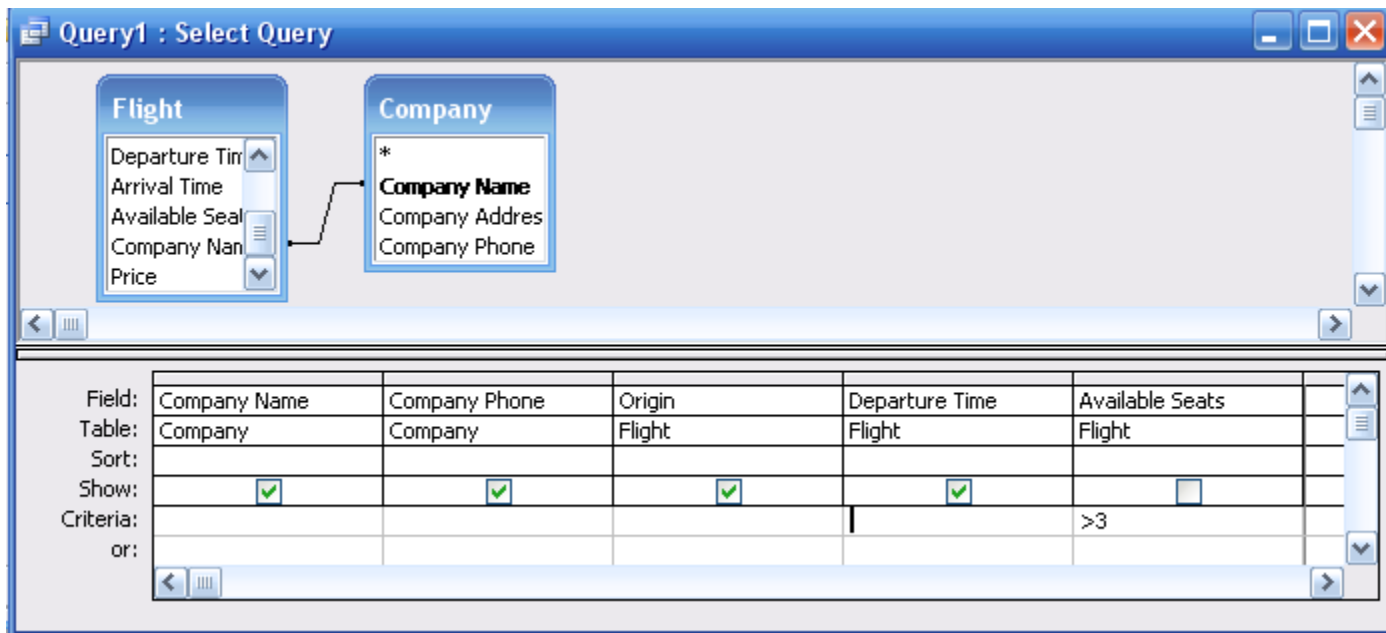 Query1 : Select Query
Flight
Departure Tim
Arrival Time
Available Seat
Company Nan
Price
Company
*
Company Name
Company Addres
Company Phone
Field: Company Name Company Phone Origin Departure Time Available Seats
Table: Company Company Flight Flight Flight
Sort:
Show:
Criteria: >3
or: